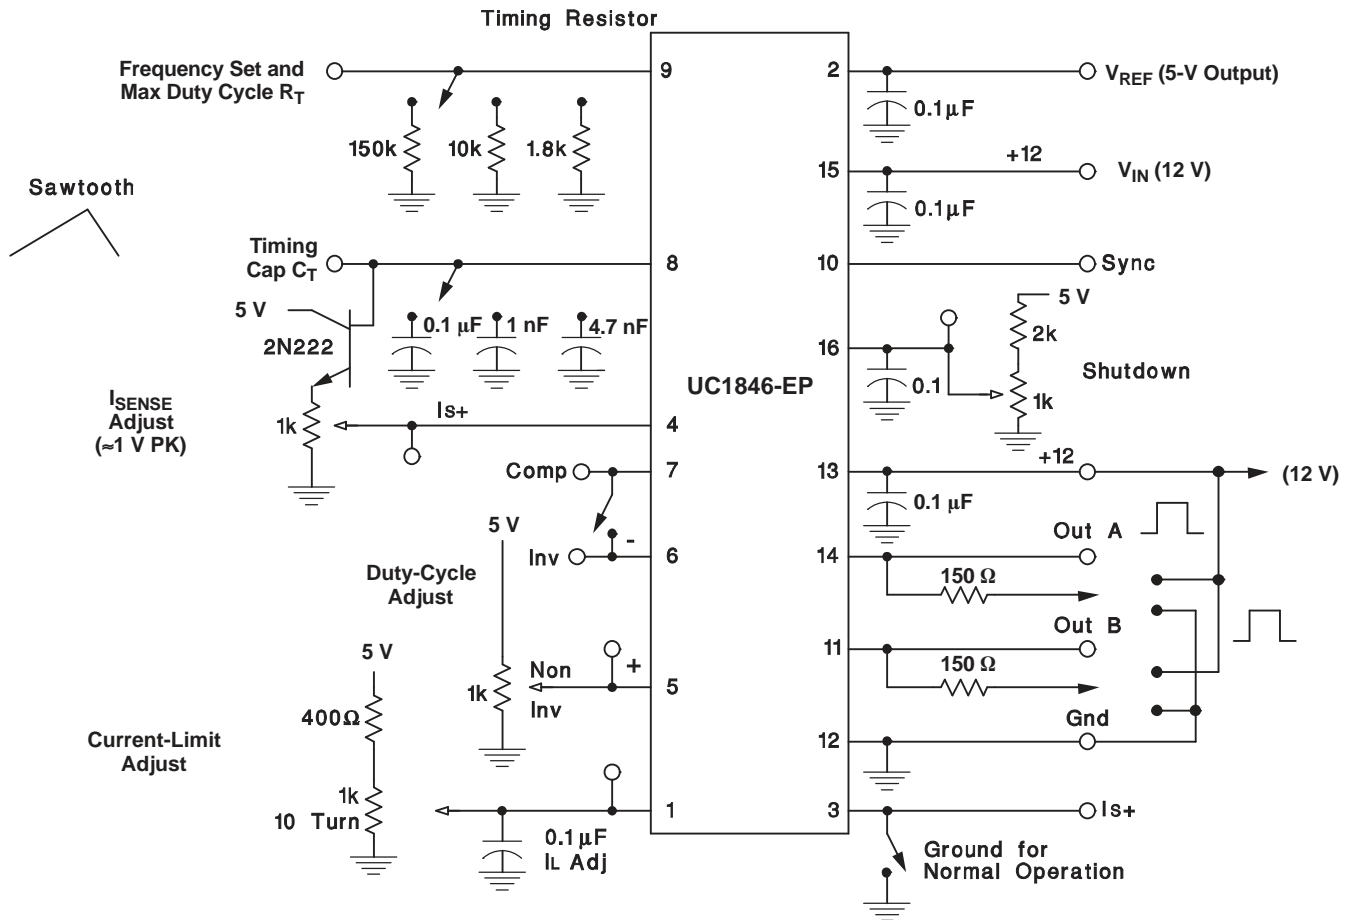 Timing Resistor
Frequency Set and
Max Duty Cycle RT
9
150k
10k
1.8k
Sawtooth
Timing
Cap CT
8
5 V
2N222
0.1 μF
1 nF
4.7 nF
ISENSE
Adjust
(≈1 V PK)
1k
Is+
4
Comp
7
5 V
-
Inv
6
Duty-Cycle
Adjust
1k
Non
Inv
+
5
5 V
400Ω
Current-Limit
Adjust
1k
10 Turn
1
0.1μF
IL Adj
UC1846-EP
2
VREF (5-V Output)
0.1μF
15
+12
VIN (12 V)
0.1μF
10
Sync
5 V
2k
16
0.1
1k
Shutdown
13
+12
(12 V)
0.1 μF
Out A
14
150 Ω
Out B
11
150 Ω
Gnd
12
3
Is+
Ground for
Normal Operation